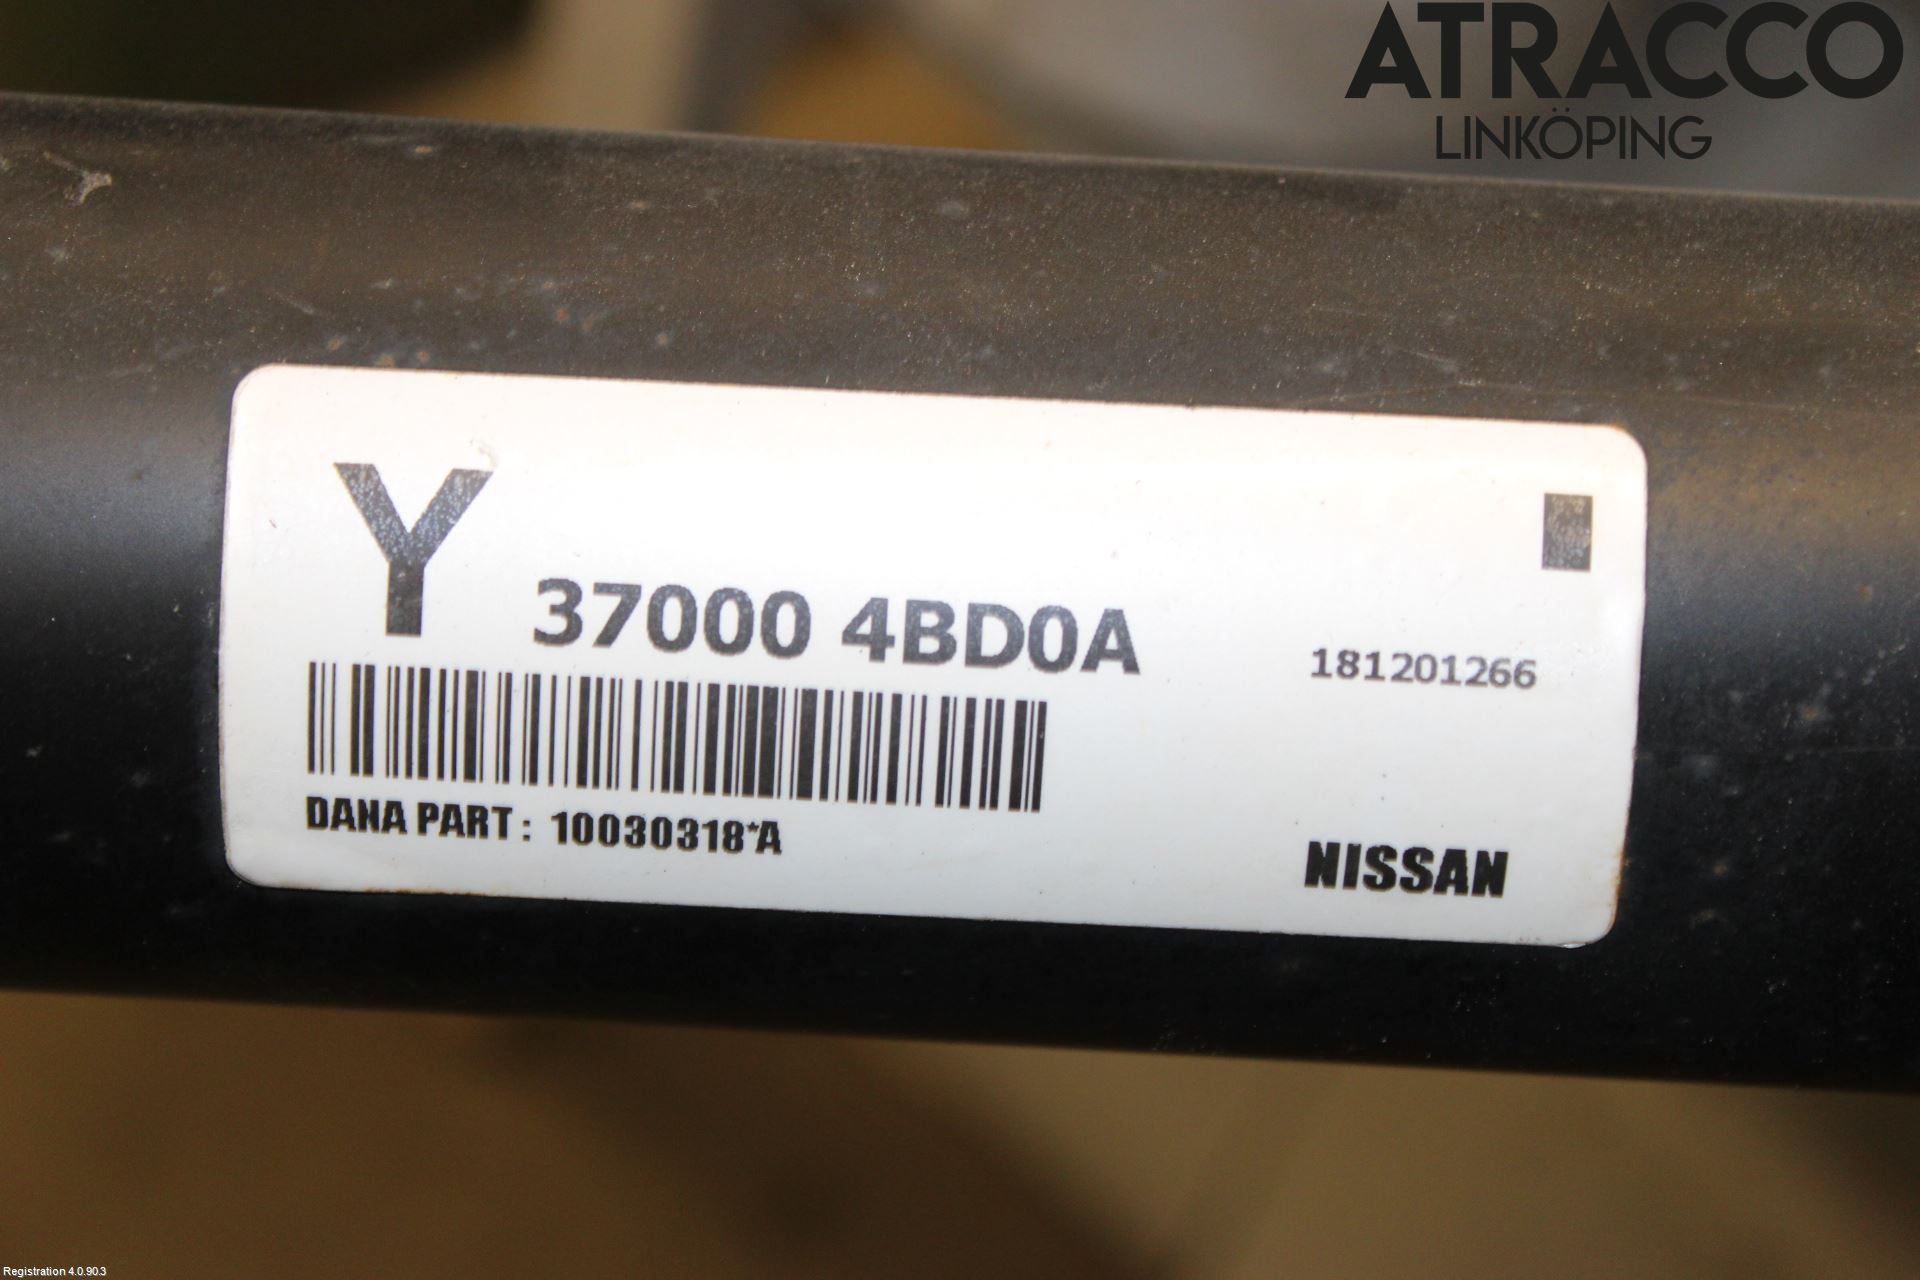 ATRACCO
LINKÖPING
Y
37000 4BD0A
181201266
DANA PART: 10030318*A
NISSAN
Registration 4.0.90.3